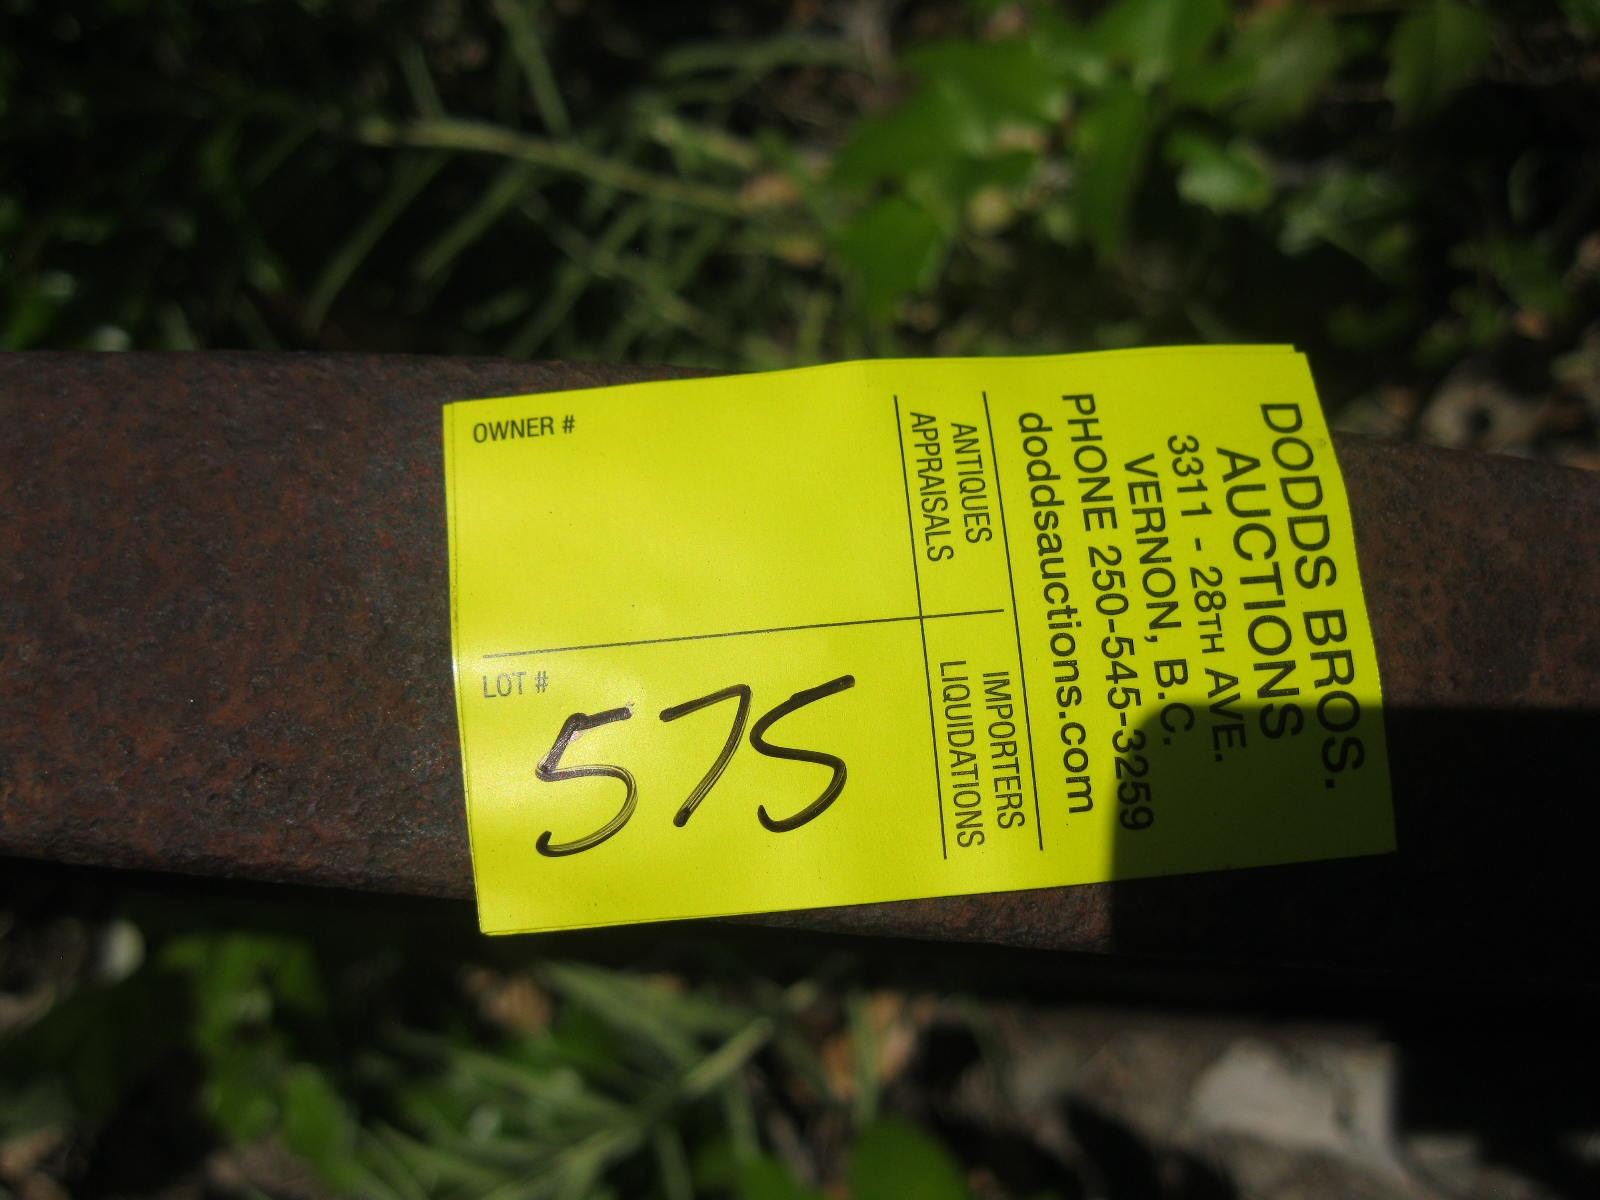 DODDS BROS.
AUCTIONS
3311 - 28TH AVE.
VERNON, B.C.
PHONE 250-545-3259
doddsauctions.com
ANTIQUES
APPRAISALS
IMPORTERS
LIQUIDATIONS
OWNER #
LOT #
575